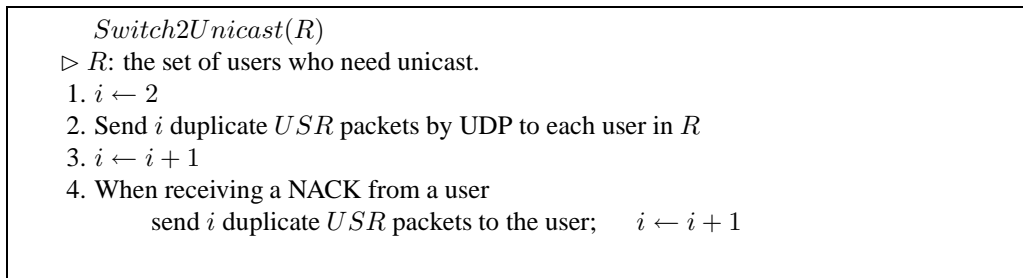 Switch2Unicast(R)
▷ R: the set of users who need unicast.
1. i ← 2
2. Send i duplicate USR packets by UDP to each user in R
3. i ← i + 1
4. When receiving a NACK from a user
send i duplicate USR packets to the user; i ← i + 1